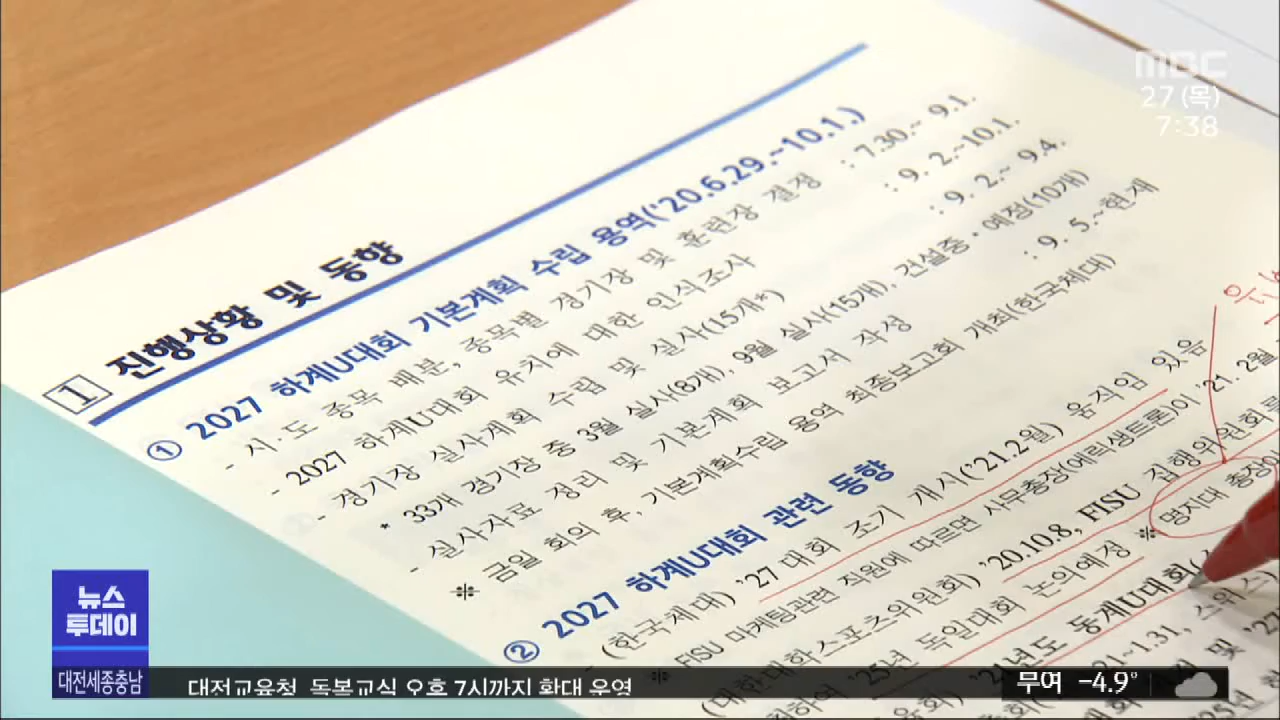 MBC
27(목)
7:38
1 진행상황 및 동향
① 2027 하계U대회 기본계획 수립 용역('20.6.29.~10.1.)
- 시·도 종목 배분, 종목별 경기장 및 훈련장 결정 : 7.30.~ 9.1.
- 2027 하계U대회 유치에 대한 인식조사 : 9. 2.~10.1.
- 경기장 실사계획 수립 및 실사(15개*) : 9. 2.~ 9.4.
* 33개 경기장 중 3월 실사(8개), 9월 실사(15개), 건설중·예정(10개)
- 실사자료 정리 및 기본계획 보고서 작성 : 9. 5.~현재
※ 금일 회의 후, 기본계획수립 용역 최종보고회 개최(한국체대)
② 2027 하계U대회 관련 동향
- (한국체대) '27 대회 조기 개시('21.2월) 움직임 있음
※ FISU 마케팅관련 직원에 따르면 사무총장(에릭생트론)이 '21. 2월
(대한대학스포츠위원회) '20.10.8, FISU 집행위원회
'25년 독일대회 논의예정 ※ 명지대 총장이
동계U대회(
~1.31, 스위스)
및 '27
뉴스
투데이
대전세종충남
대전교육청 돌봄교실 오후 7시까지 확대 운영
부여 -4.9°